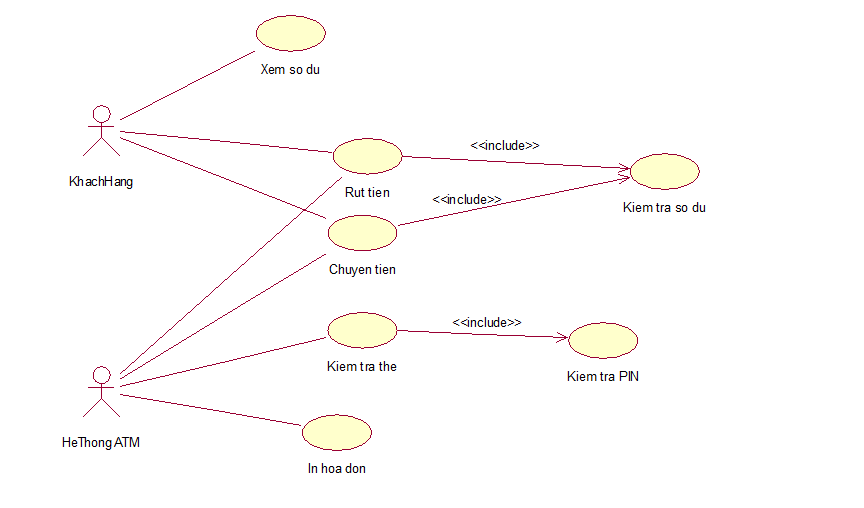 Xem so du
KhachHang
<<include>>
Rut tien
Kiem tra so du
<<include>>
Chuyen tien
<<include>>
Kiem tra the
Kiem tra PIN
HeThong ATM
In hoa don